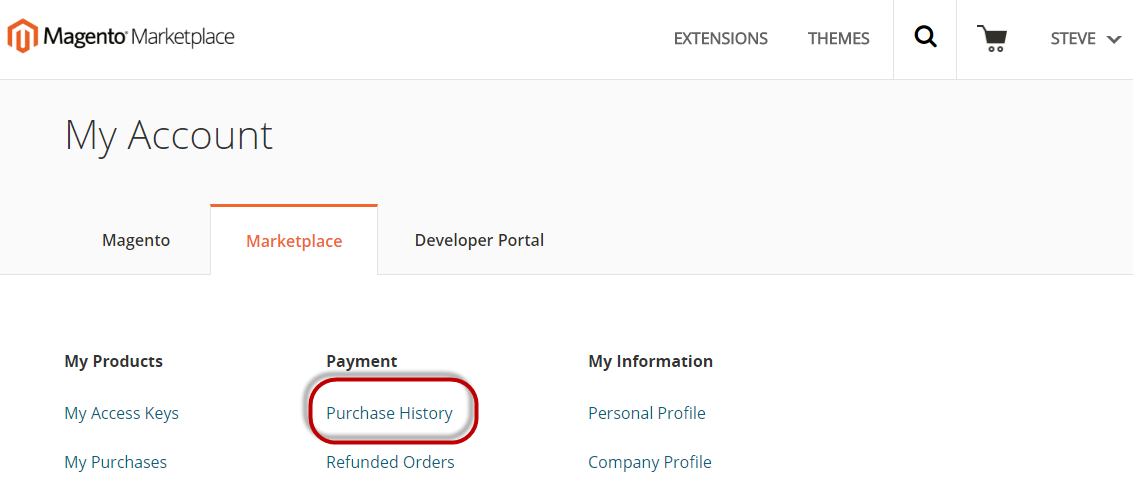 Magento Marketplace
EXTENSIONS THEMES STEVE
My Account
Magento Marketplace Developer Portal
My Products Payment My Information
My Access Keys Purchase History Personal Profile
My Purchases Refunded Orders Company Profile